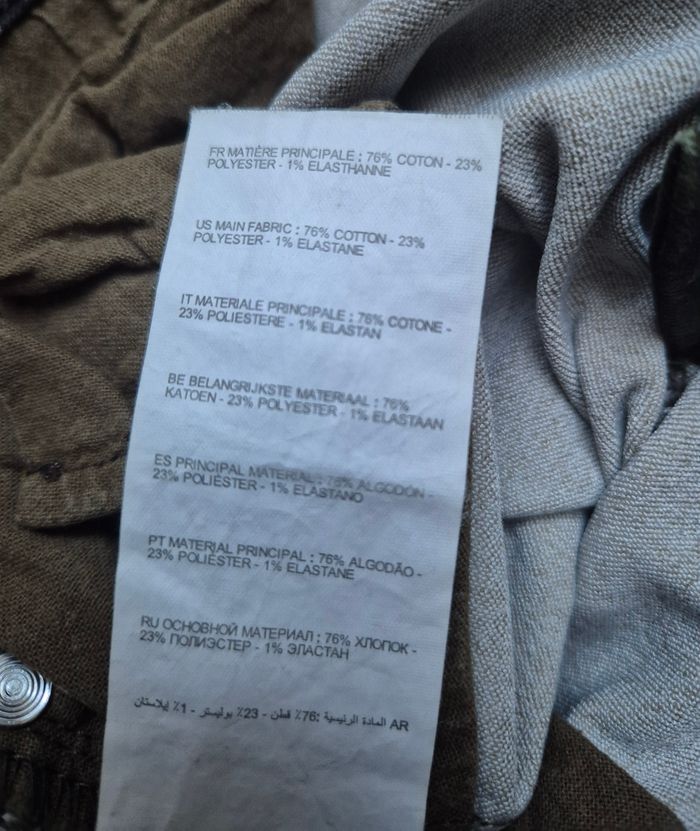 FR MATIÈRE PRINCIPALE : 76% COTON - 23%
POLYESTER - 1% ELASTHANNE
US MAIN FABRIC : 76% COTTON - 23%
POLYESTER - 1% ELASTANE
IT MATERIALE PRINCIPALE : 76% COTONE -
23% POLIESTERE - 1% ELASTAN
BE BELANGRIJKSTE MATERIAAL : 76%
KATOEN - 23% POLYESTER - 1% ELASTAAN
ES PRINCIPAL MATERIAL : 76% ALGODÓN -
23% POLIÉSTER - 1% ELASTANO
PT MATERIAL PRINCIPAL : 76% ALGODÃO -
23% POLIÉSTER - 1% ELASTANE
RU ОСНОВНОЙ МАТЕРИАЛ : 76% ХЛОПОК -
23% ПОЛИЭСТЕР - 1% ЭЛАСТАН
AR المادة الرئيسية :76٪ قطن - 23٪ بوليستر - 1٪ إيلاستان